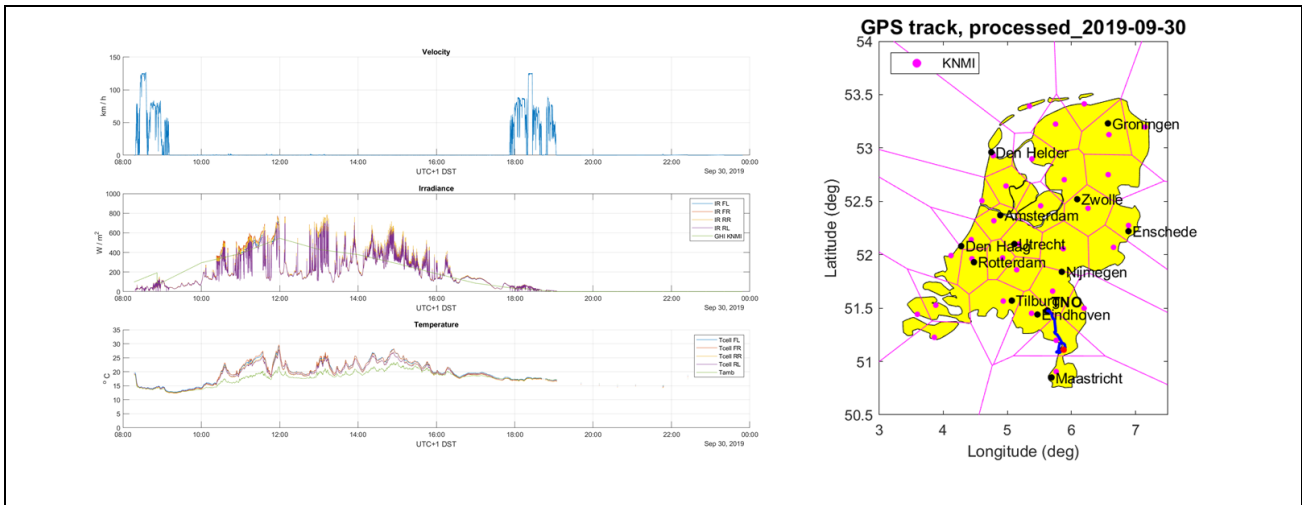 Velocity
150
100
50
0
km / h
08:00 10:00 12:00 14:00 16:00 18:00 20:00 22:00 00:00
UTC+1 DST
Sep 30, 2019
Irradiance
1000
800
600
400
200
0
W / m²
IR FL
IR FR
IR RR
IR RL
GHI KNMI
08:00 10:00 12:00 14:00 16:00 18:00 20:00 22:00 00:00
UTC+1 DST
Sep 30, 2019
Temperature
35
30
25
20
15
10
5
0
° C
Tcell FL
Tcell FR
Tcell RR
Tcell RL
Tamb
08:00 10:00 12:00 14:00 16:00 18:00 20:00 22:00 00:00
UTC+1 DST
Sep 30, 2019
GPS track, processed_2019-09-30
KNMI
54
53.5
53
52.5
52
51.5
51
50.5
Latitude (deg)
Groningen
Den Helder
Zwolle
Amsterdam
Enschede
Den Haag
Utrecht
Rotterdam
Nijmegen
Tilburg
TNO
Eindhoven
Maastricht
3 4 5 6 7
Longitude (deg)